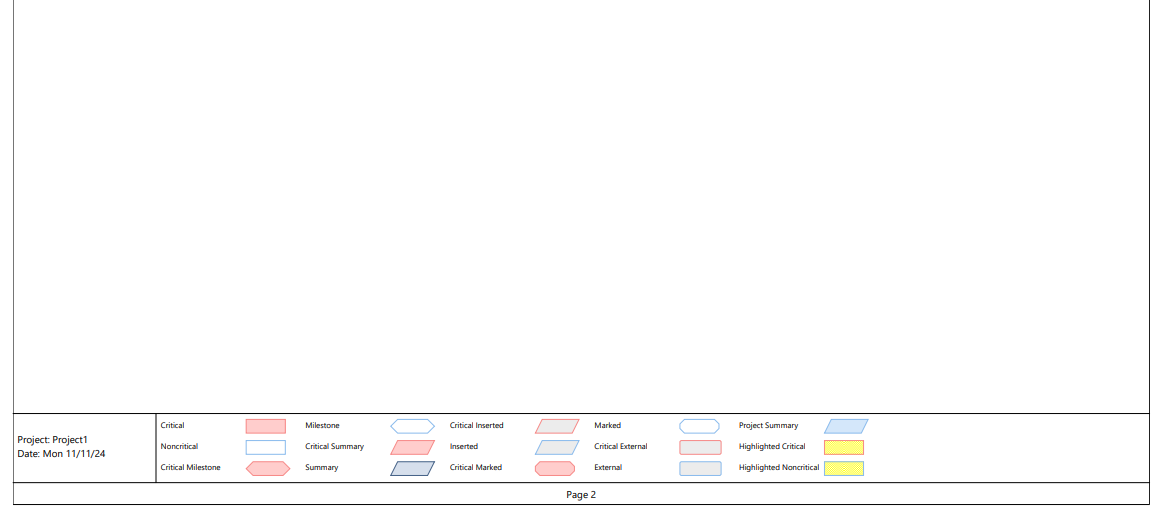 Project: Project1
Date: Mon 11/11/24
Critical
Noncritical
Critical Milestone
Milestone
Critical Summary
Summary
Critical Inserted
Inserted
Critical Marked
Marked
Critical External
External
Project Summary
Highlighted Critical
Highlighted Noncritical
Page 2